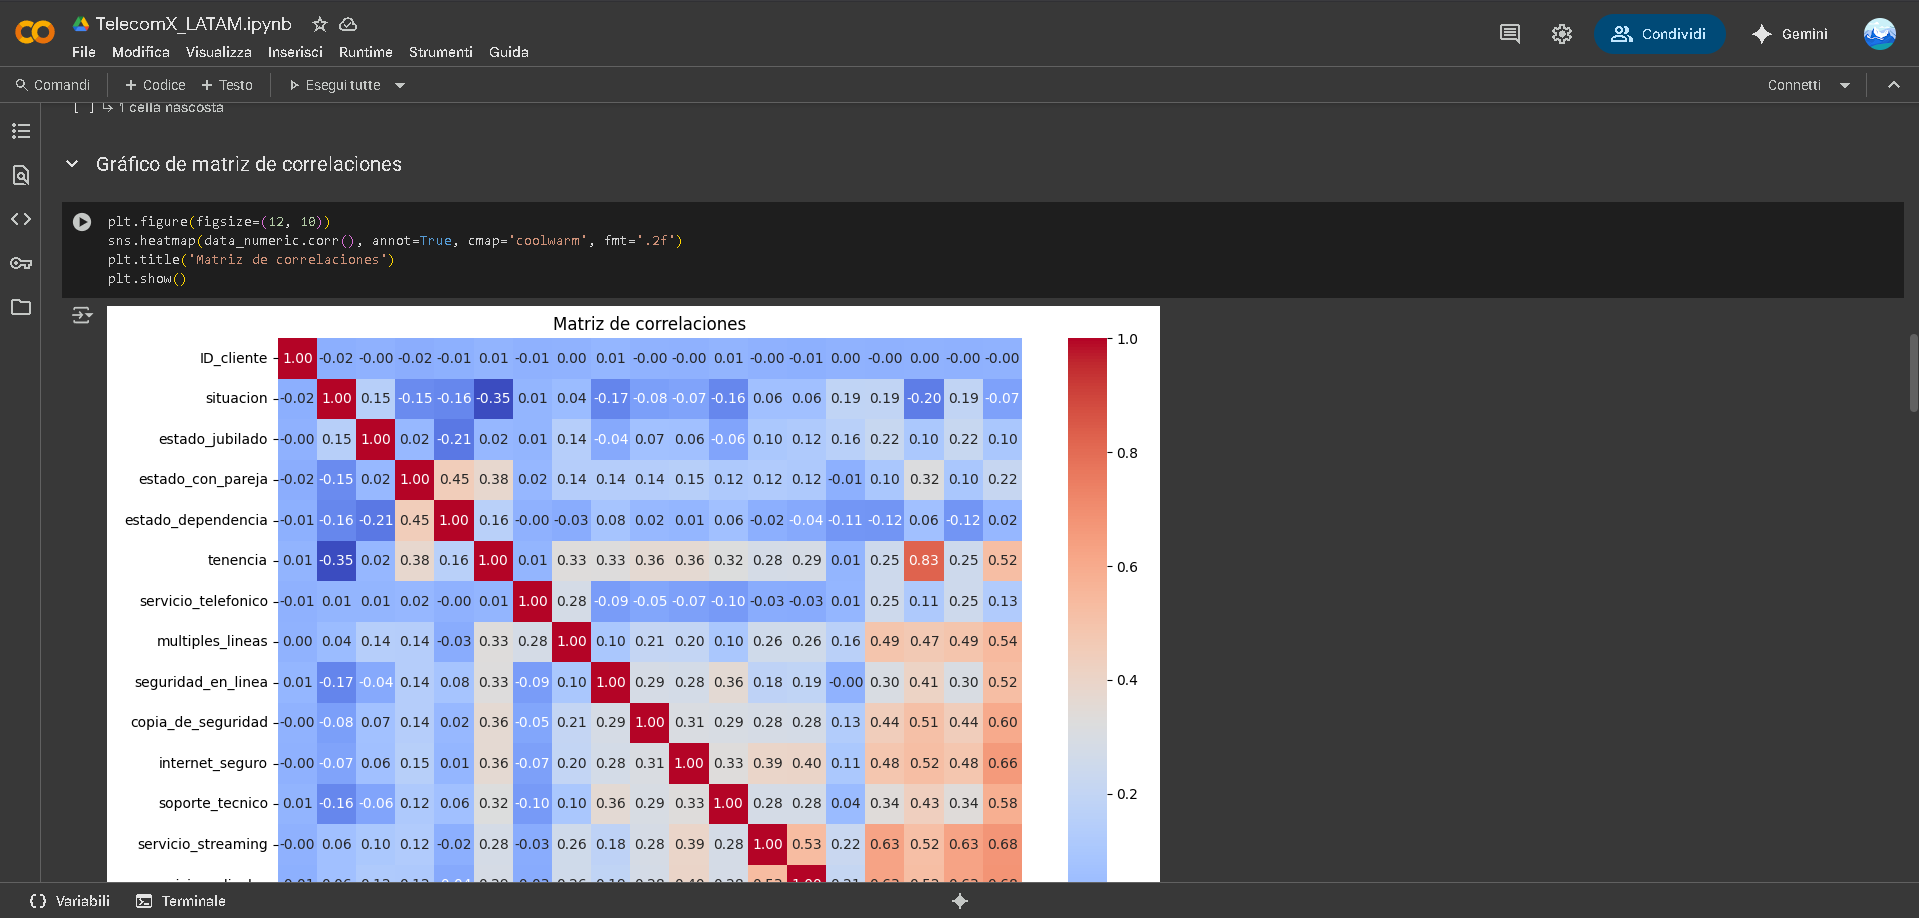 TelecomX_LATAM.ipynb
File Modifica Visualizza Inserisci Runtime Strumenti Guida
Condividi
Gemini
Comandi + Codice + Testo Esegui tutte
Connetti
[ ] ↳ 1 cella nascosta
Gráfico de matriz de correlaciones
plt.figure(figsize=(12, 10))
sns.heatmap(data_numeric.corr(), annot=True, cmap='coolwarm', fmt='.2f')
plt.title('Matriz de correlaciones')
plt.show()
Matriz de correlaciones
ID_cliente 1.00 -0.02 -0.00 -0.02 -0.01 0.01 -0.01 0.00 0.01 -0.00 -0.00 0.01 -0.00 -0.01 0.00 -0.00 0.00 -0.00 -0.00
situacion -0.02 1.00 0.15 -0.15 -0.16 -0.35 0.01 0.04 -0.17 -0.08 -0.07 -0.16 0.06 0.06 0.19 0.19 -0.20 0.19 -0.07
estado_jubilado -0.00 0.15 1.00 0.02 -0.21 0.02 0.01 0.14 -0.04 0.07 0.06 -0.06 0.10 0.12 0.16 0.22 0.10 0.22 0.10
estado_con_pareja -0.02 -0.15 0.02 1.00 0.45 0.38 0.02 0.14 0.14 0.14 0.15 0.12 0.12 0.12 -0.01 0.10 0.32 0.10 0.22
estado_dependencia -0.01 -0.16 -0.21 0.45 1.00 0.16 -0.00 -0.03 0.08 0.02 0.01 0.06 -0.02 -0.04 -0.11 -0.12 0.06 -0.12 0.02
tenencia 0.01 -0.35 0.02 0.38 0.16 1.00 0.01 0.33 0.33 0.36 0.36 0.32 0.28 0.29 0.01 0.25 0.83 0.25 0.52
servicio_telefonico -0.01 0.01 0.01 0.02 -0.00 0.01 1.00 0.28 -0.09 -0.05 -0.07 -0.10 -0.03 -0.03 0.01 0.25 0.11 0.25 0.13
multiples_lineas 0.00 0.04 0.14 0.14 -0.03 0.33 0.28 1.00 0.10 0.21 0.20 0.10 0.26 0.26 0.16 0.49 0.47 0.49 0.54
seguridad_en_linea 0.01 -0.17 -0.04 0.14 0.08 0.33 -0.09 0.10 1.00 0.29 0.28 0.36 0.18 0.19 -0.00 0.30 0.41 0.30 0.52
copia_de_seguridad -0.00 -0.08 0.07 0.14 0.02 0.36 -0.05 0.21 0.29 1.00 0.31 0.29 0.28 0.28 0.13 0.44 0.51 0.44 0.60
internet_seguro -0.00 -0.07 0.06 0.15 0.01 0.36 -0.07 0.20 0.28 0.31 1.00 0.33 0.39 0.40 0.11 0.48 0.52 0.48 0.66
soporte_tecnico 0.01 -0.16 -0.06 0.12 0.06 0.32 -0.10 0.10 0.36 0.29 0.33 1.00 0.28 0.28 0.04 0.34 0.43 0.34 0.58
servicio_streaming -0.00 0.06 0.10 0.12 -0.02 0.28 -0.03 0.26 0.18 0.28 0.39 0.28 1.00 0.53 0.22 0.63 0.52 0.63 0.68
1.0
0.8
0.6
0.4
0.2
Variabili Terminale